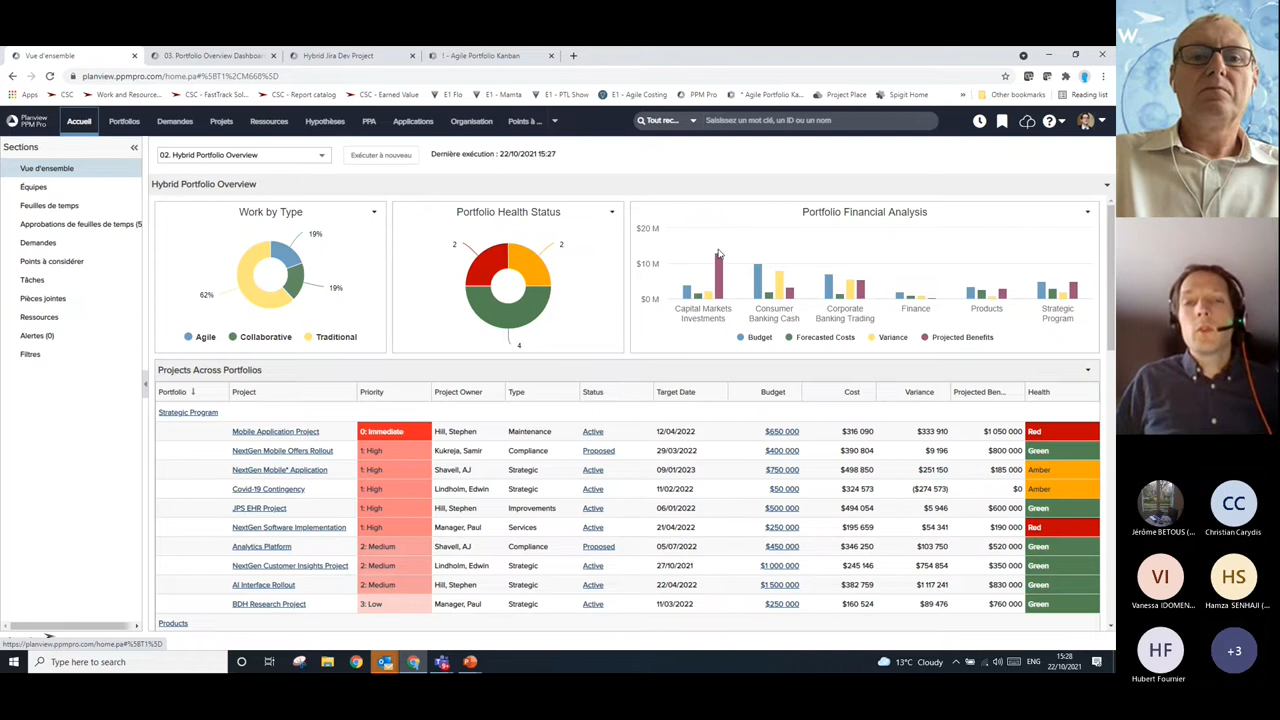 Vue d'ensemble
03. Portfolio Overview Dashboar
Hybrid Jira Dev Project
! - Agile Portfolio Kanban
planview.ppmpro.com/home.pa#%5BT1%2CM668%5D
Apps
CSC
Work and Resource...
CSC - FastTrack Sol...
CSC - Report catalog
CSC - Earned Value
E1 Flo
E1 - Mamta
E1 - PTL Show
E1 - Agile Costing
PPM Pro
* Agile Portfolio Ka...
Project Place
Spigit Home
»
Other bookmarks
Reading list
Planview
PPM Pro
Accueil
Portfolios
Demandes
Projets
Ressources
Hypothèses
PPA
Applications
Organisation
Points à ...
Tout rec...
Saisissez un mot clé, un ID ou un nom
Sections
Vue d'ensemble
Équipes
Feuilles de temps
Approbations de feuilles de temps (5
Demandes
Points à considérer
Tâches
Pièces jointes
Ressources
Alertes (0)
Filtres
02. Hybrid Portfolio Overview
Exécuter à nouveau
Dernière exécution : 22/10/2021 15:27
Hybrid Portfolio Overview
Work by Type
19%
19%
62%
Agile
Collaborative
Traditional
Portfolio Health Status
2
2
4
Portfolio Financial Analysis
$20 M
$10 M
$0 M
Capital Markets Investments
Consumer Banking Cash
Corporate Banking Trading
Finance
Products
Strategic Program
Budget
Forecasted Costs
Variance
Projected Benefits
Projects Across Portfolios
Portfolio Project Priority Project Owner Type Status Target Date Budget Cost Variance Projected Ben... Health
Strategic Program
Mobile Application Project 0: Immediate Hill, Stephen Maintenance Active 12/04/2022 $650 000 $316 090 $333 910 $1 050 000 Red
NextGen Mobile Offers Rollout 1: High Kukreja, Samir Compliance Proposed 29/03/2022 $400 000 $390 804 $9 196 $800 000 Green
NextGen Mobile* Application 1: High Shavell, AJ Strategic Active 09/01/2023 $750 000 $498 850 $251 150 $185 000 Amber
Covid-19 Contingency 1: High Lindholm, Edwin Strategic Active 11/02/2022 $50 000 $324 573 ($274 573) $0 Amber
JPS EHR Project 1: High Hill, Stephen Improvements Active 06/01/2022 $500 000 $494 054 $5 946 $600 000 Green
NextGen Software Implementation 1: High Manager, Paul Services Active 21/04/2022 $250 000 $195 659 $54 341 $190 000 Red
Analytics Platform 2: Medium Shavell, AJ Compliance Proposed 05/07/2022 $450 000 $346 250 $103 750 $520 000 Green
NextGen Customer Insights Project 2: Medium Lindholm, Edwin Strategic Active 27/10/2021 $1 000 000 $245 146 $754 854 $350 000 Green
AI Interface Rollout 2: Medium Hill, Stephen Strategic Active 22/04/2022 $1 500 000 $382 759 $1 117 241 $830 000 Green
BDH Research Project 3: Low Manager, Paul Strategic Active 11/03/2022 $250 000 $160 524 $89 476 $760 000 Green
Products
https://planview.ppmpro.com/home.pa#%5BT1%5D
Type here to search
13°C Cloudy
ENG
15:28
22/10/2021
W
Jérôme BETOUS (...
CC
Christian Carydis
VI
Vanessa IDOMEN...
HS
Hamza SENHAJI (...
HF
Hubert Fournier
+3